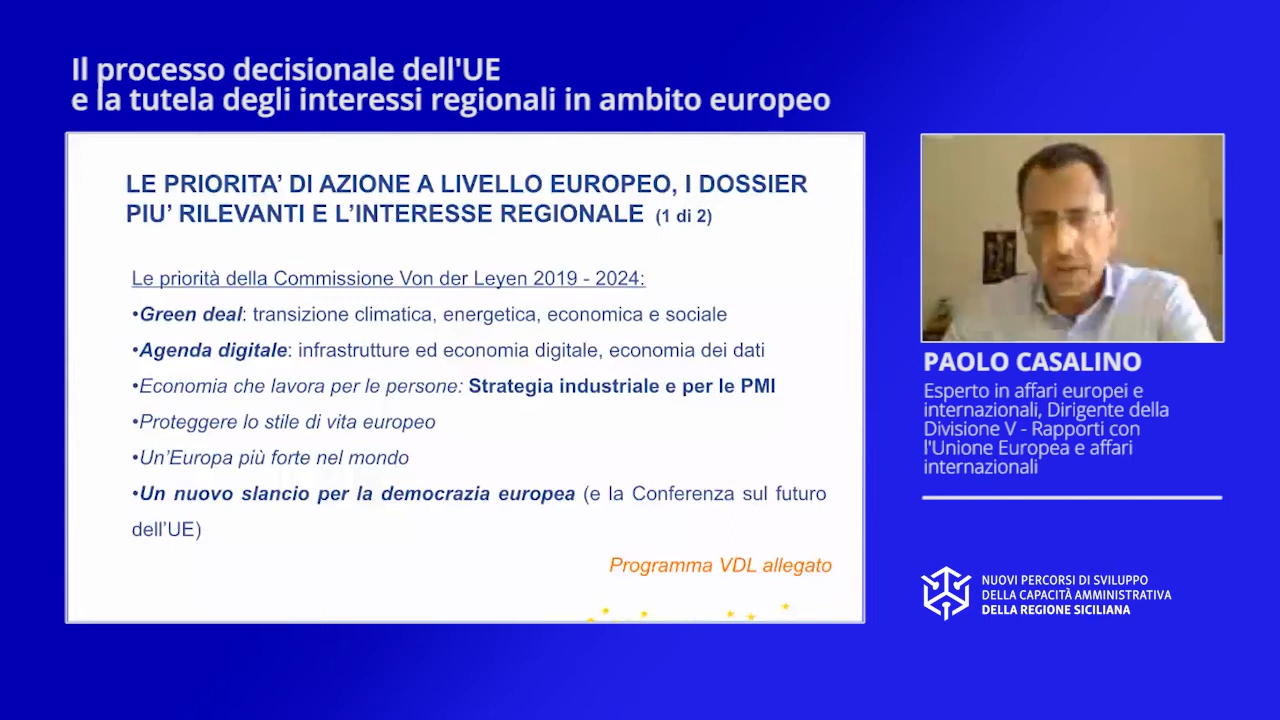 Il processo decisionale dell'UE
e la tutela degli interessi regionali in ambito europeo
LE PRIORITA' DI AZIONE A LIVELLO EUROPEO, I DOSSIER
PIU' RILEVANTI E L'INTERESSE REGIONALE (1 di 2)
Le priorità della Commissione Von der Leyen 2019 - 2024:
•Green deal: transizione climatica, energetica, economica e sociale
•Agenda digitale: infrastrutture ed economia digitale, economia dei dati
•Economia che lavora per le persone: Strategia industriale e per le PMI
•Proteggere lo stile di vita europeo
•Un'Europa più forte nel mondo
•Un nuovo slancio per la democrazia europea (e la Conferenza sul futuro
dell'UE)
Programma VDL allegato
PAOLO CASALINO
Esperto in affari europei e
internazionali, Dirigente della
Divisione V - Rapporti con
l'Unione Europea e affari
internazionali
NUOVI PERCORSI DI SVILUPPO
DELLA CAPACITÀ AMMINISTRATIVA
DELLA REGIONE SICILIANA